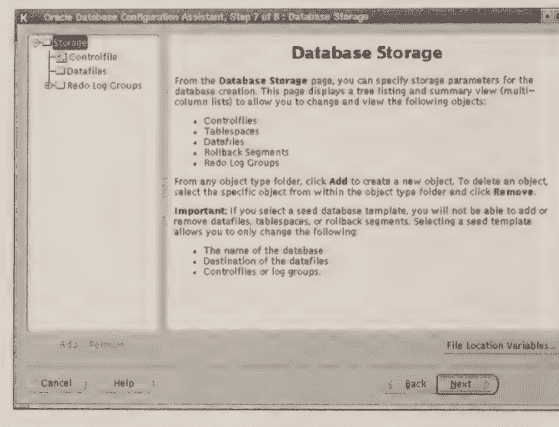 Oracle Database Configuration Assistant, Step 7 of 8 : Database Storage
Storage
Controlfile
Datafiles
Redo Log Groups
Database Storage
From the Database Storage page, you can specify storage parameters for the
database creation. This page displays a tree listing and summary view (multi-
column lists) to allow you to change and view the following objects:
• Controlfiles
• Tablespaces
• Datafiles
• Rollback Segments
• Redo Log Groups
From any object type folder, click Add to create a new object. To delete an object,
select the specific object from within the object type folder and click Remove.
Important: If you select a seed database template, you will not be able to add or
remove datafiles, tablespaces, or rollback segments. Selecting a seed template
allows you to only change the following:
• The name of the database
• Destination of the datafiles
• Controlfiles or log groups.
Add Remove
File Location Variables...
Cancel Help Back Next